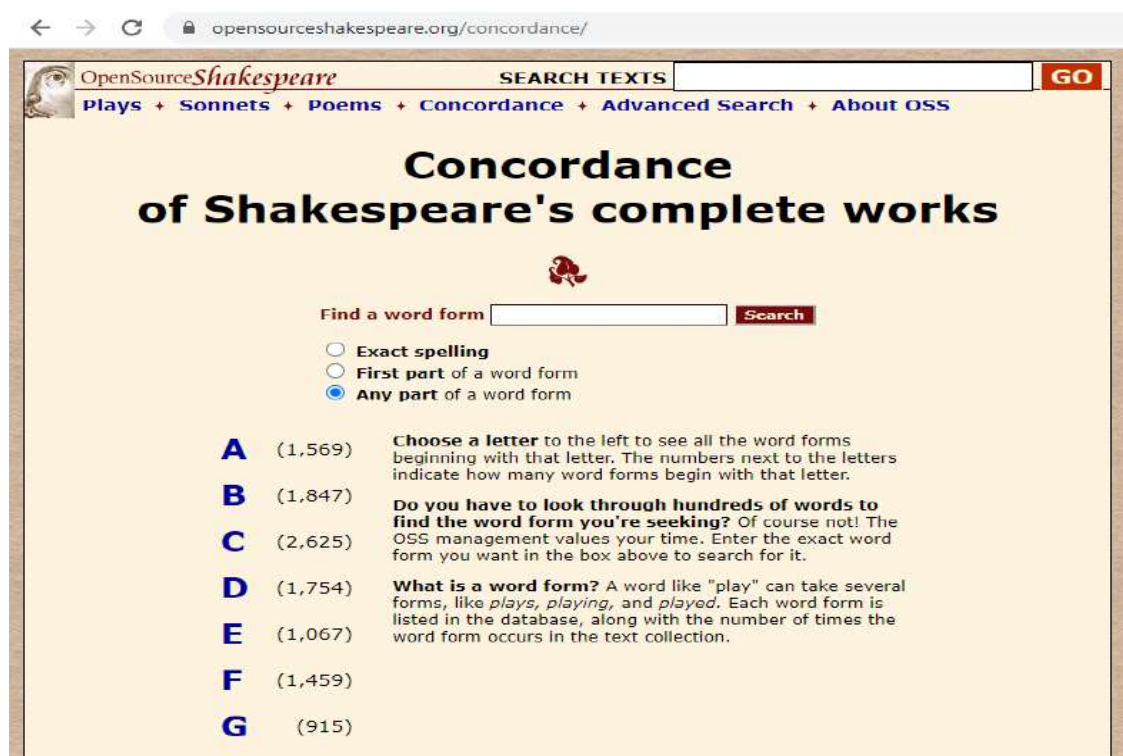 opensourceshakespeare.org/concordance/
OpenSourceShakespeare SEARCH TEXTS GO
Plays + Sonnets + Poems + Concordance + Advanced Search + About OSS
Concordance
of Shakespeare's complete works
Find a word form Search
Exact spelling
First part of a word form
Any part of a word form
A (1,569)
B (1,847)
C (2,625)
D (1,754)
E (1,067)
F (1,459)
G (915)
Choose a letter to the left to see all the word forms
beginning with that letter. The numbers next to the letters
indicate how many word forms begin with that letter.
Do you have to look through hundreds of words to
find the word form you're seeking? Of course not! The
OSS management values your time. Enter the exact word
form you want in the box above to search for it.
What is a word form? A word like "play" can take several
forms, like plays, playing, and played. Each word form is
listed in the database, along with the number of times the
word form occurs in the text collection.